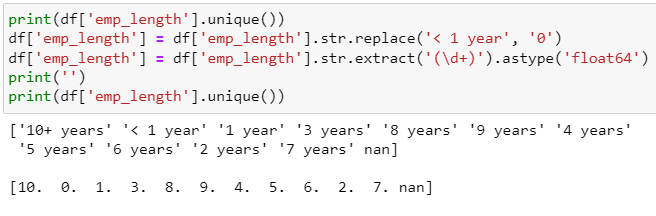 print(df['emp_length'].unique())
df['emp_length'] = df['emp_length'].str.replace('< 1 year', '0')
df['emp_length'] = df['emp_length'].str.extract('(\d+)').astype('float64')
print('')
print(df['emp_length'].unique())
['10+ years' '< 1 year' '1 year' '3 years' '8 years' '9 years' '4 years'
 '5 years' '6 years' '2 years' '7 years' nan]
[10.  0.  1.  3.  8.  9.  4.  5.  6.  2.  7. nan]